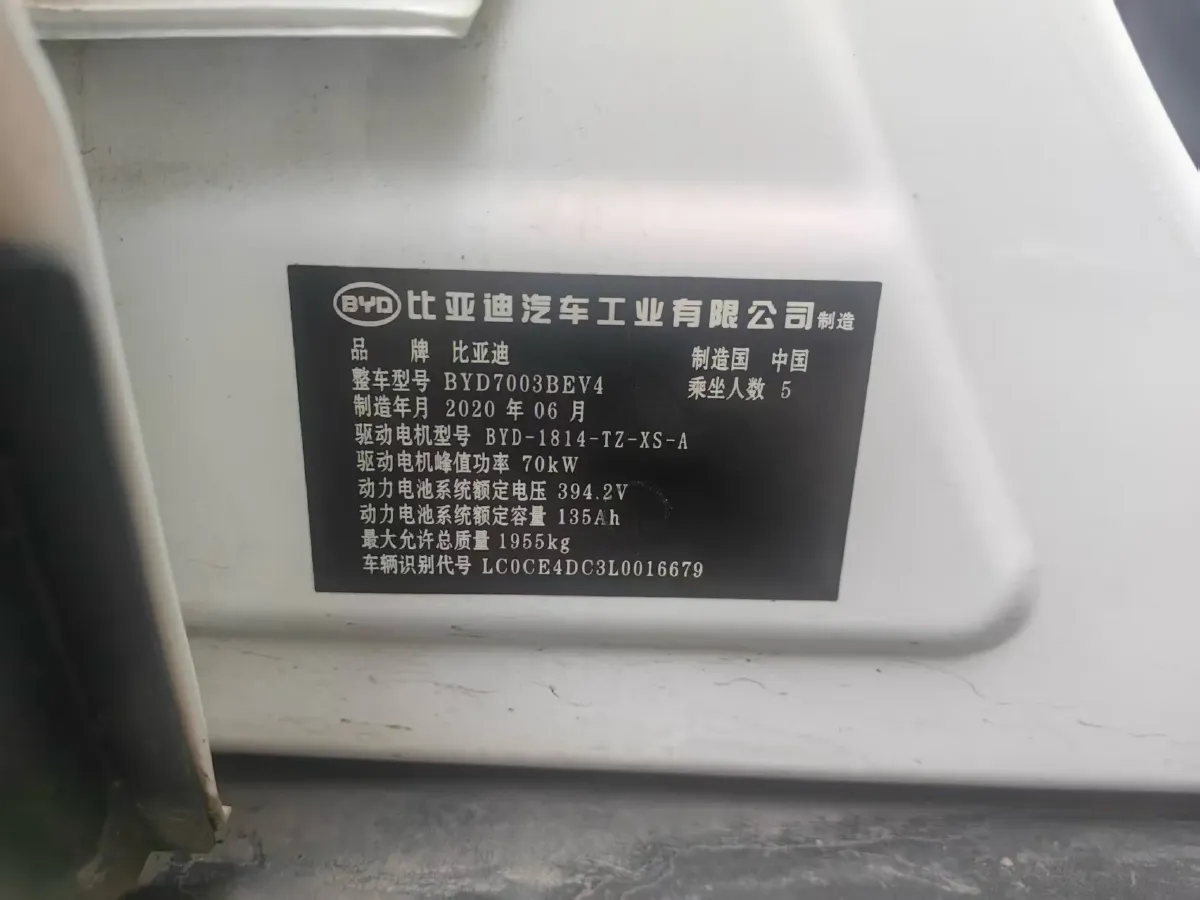 BYD 比亚迪汽车工业有限公司制造
品 牌 比亚迪 制造国 中国
整车型号 BYD7003BEV4 乘坐人数 5
制造年月 2020 年 06 月
驱动电机型号 BYD-1814-TZ-XS-A
驱动电机峰值功率 70kW
动力电池系统额定电压 394.2V
动力电池系统额定容量 135Ah
最大允许总质量 1955kg
车辆识别代号 LC0CE4DC3L0016679